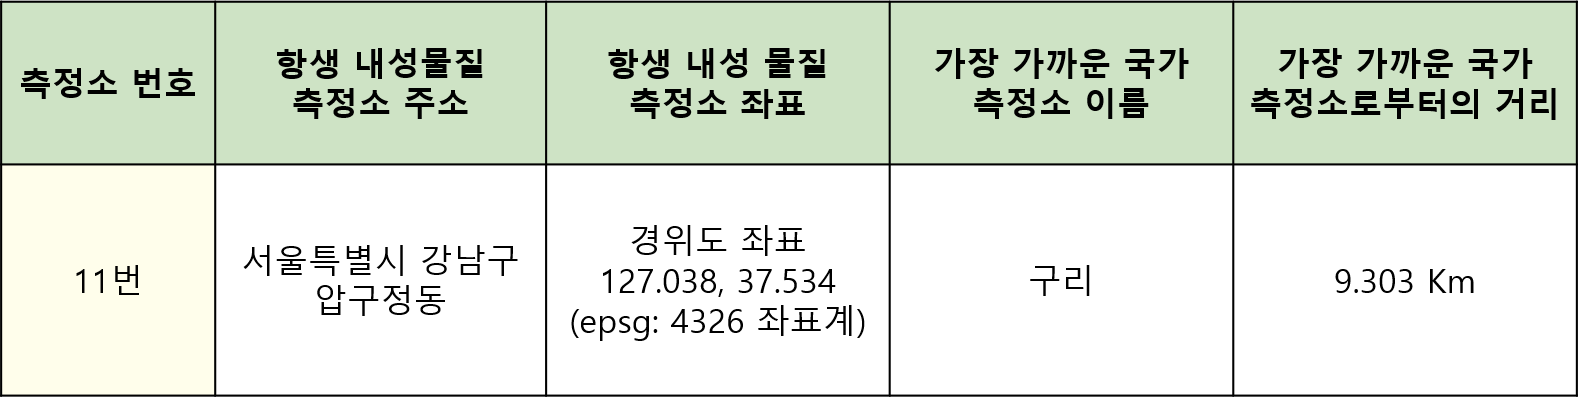 측정소 번호
항생 내성물질
측정소 주소
항생 내성 물질
측정소 좌표
가장 가까운 국가
측정소 이름
가장 가까운 국가
측정소로부터의 거리
11번
서울특별시 강남구
압구정동
경위도 좌표
127.038, 37.534
(epsg: 4326 좌표계)
구리
9.303 Km